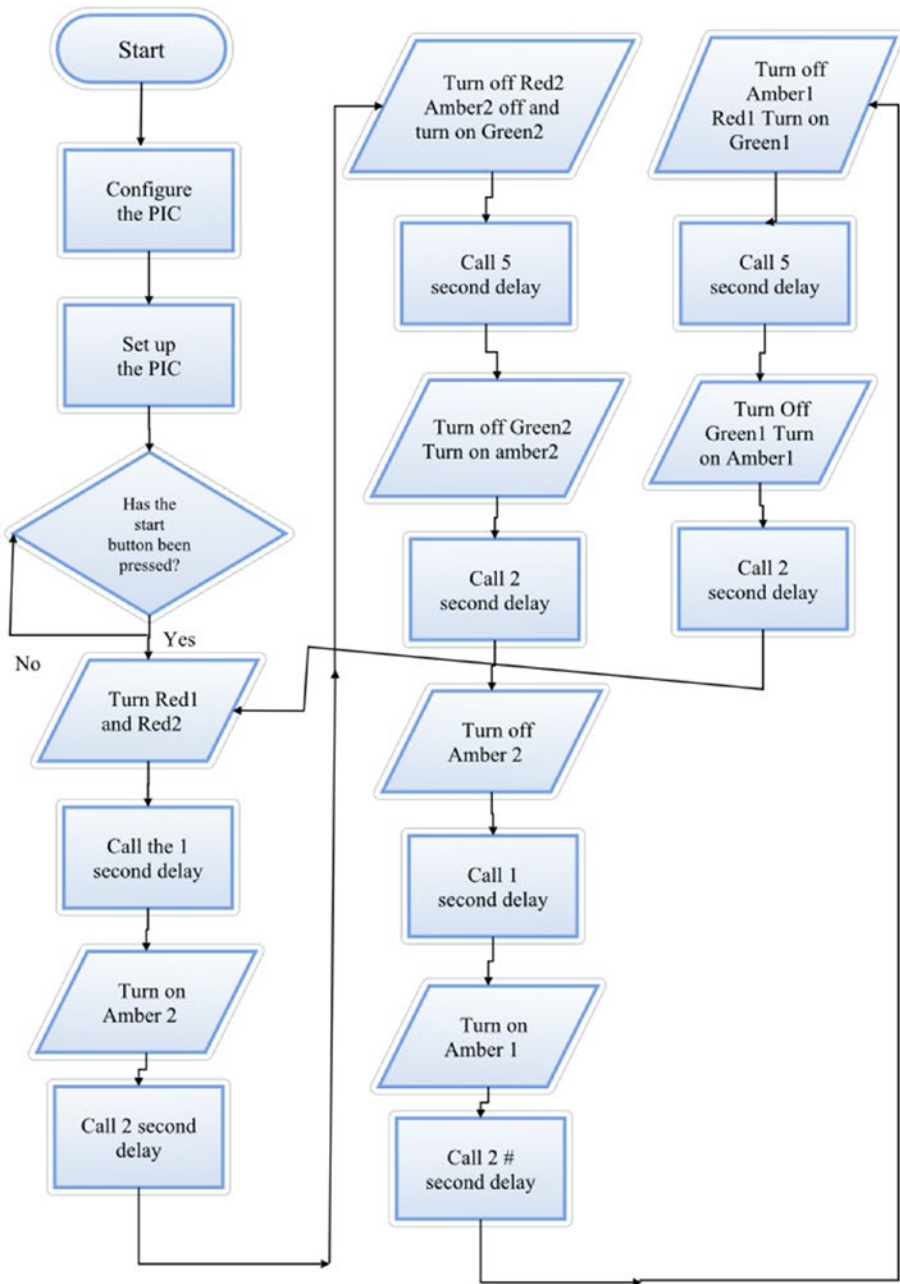 Start
Configure
the PIC
Set up
the PIC
Has the
start
button been
pressed?
Yes
No
Turn Red1
and Red2
Call the 1
second delay
Turn on
Amber 2
Call 2 second
delay
Turn off Red2
Amber2 off and
turn on Green2
Call 5
second delay
Turn off Green2
Turn on amber2
Call 2
second delay
Turn off
Amber 2
Call 1
second delay
Turn on
Amber 1
Call 2 #
second delay
Turn off
Amber1
Red1 Turn on
Green1
Call 5
second delay
Turn Off
Green1 Turn
on Amber1
Call 2
second delay